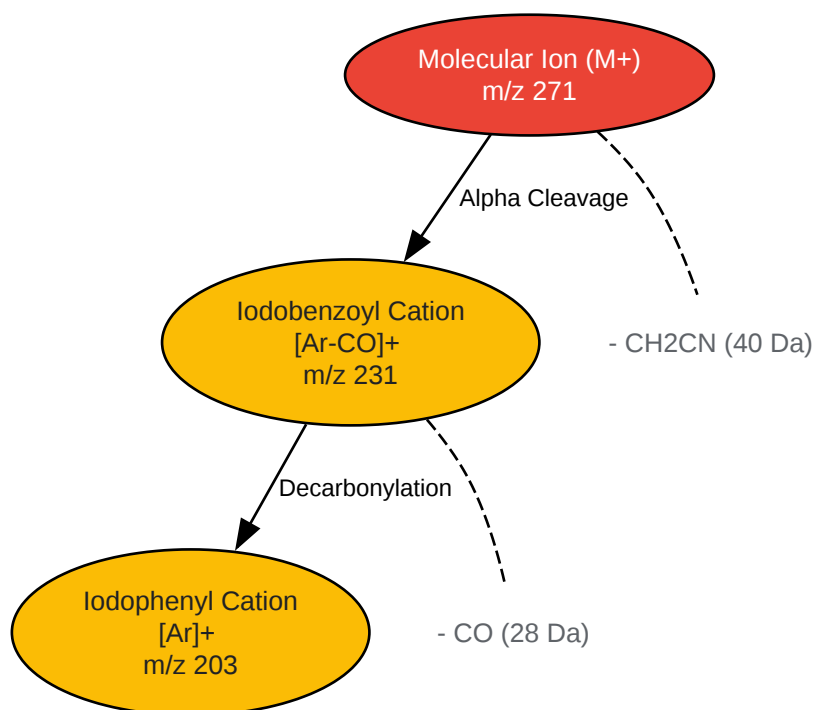 Molecular Ion (M+)
m/z 271
Alpha Cleavage
Iodobenzoyl Cation
[Ar-CO]+
m/z 231
- CH2CN (40 Da)
Decarbonylation
Iodophenyl Cation
[Ar]+
m/z 203
- CO (28 Da)